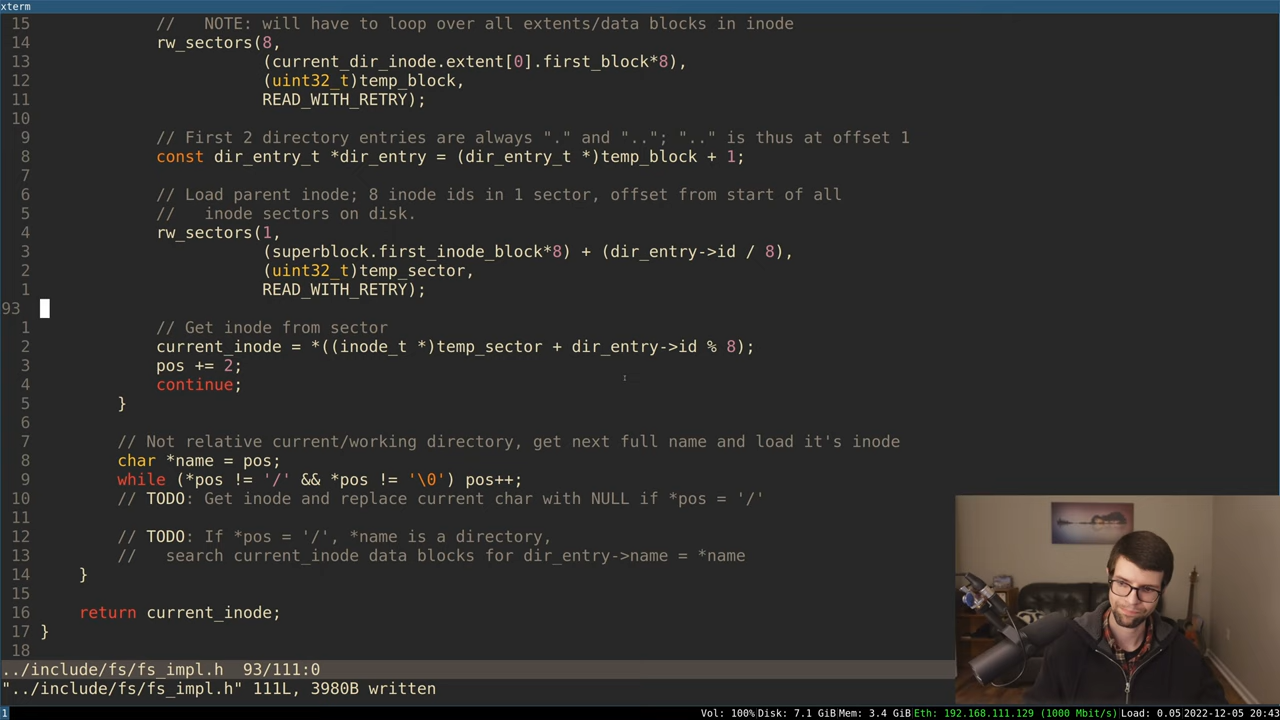 xterm
15 //   NOTE: will have to loop over all extents/data blocks in inode
14 rw_sectors(8,
13 (current_dir_inode.extent[0].first_block*8),
12 (uint32_t)temp_block,
11 READ_WITH_RETRY);
10
9 // First 2 directory entries are always "." and ".."; ".." is thus at offset 1
8 const dir_entry_t *dir_entry = (dir_entry_t *)temp_block + 1;
7
6 // Load parent inode; 8 inode ids in 1 sector, offset from start of all
5 //   inode sectors on disk.
4 rw_sectors(1,
3 (superblock.first_inode_block*8) + (dir_entry->id / 8),
2 (uint32_t)temp_sector,
1 READ_WITH_RETRY);
93
1 // Get inode from sector
2 current_inode = *((inode_t *)temp_sector + dir_entry->id % 8);
3 pos += 2;
4 continue;
5 }
6
7 // Not relative current/working directory, get next full name and load it's inode
8 char *name = pos;
9 while (*pos != '/' && *pos != '\0') pos++;
10 // TODO: Get inode and replace current char with NULL if *pos = '/'
11
12 // TODO: If *pos = '/', *name is a directory,
13 //   search current_inode data blocks for dir_entry->name = *name
14 }
15
16 return current_inode;
17 }
18
../include/fs/fs_impl.h  93/111:0
"../include/fs/fs_impl.h" 111L, 3980B written
1 Vol: 100% Disk: 7.1 GiB Mem: 3.4 GiB Eth: 192.168.111.129 (1000 Mbit/s) Load: 0.05 2022-12-05 20:43